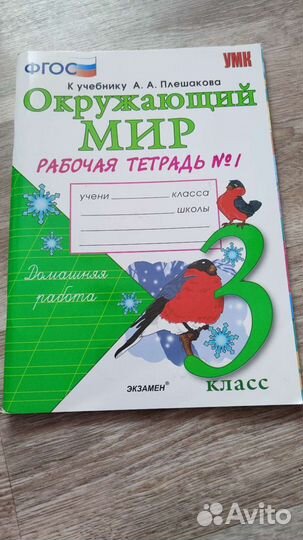 ФГОС
УМК
К учебнику А. А. Плешакова
Окружающий
МИР
РАБОЧАЯ ТЕТРАДЬ №1
учени класса
школы
3
Домашняя
работа
класс
ЭКЗАМЕН®
Avito